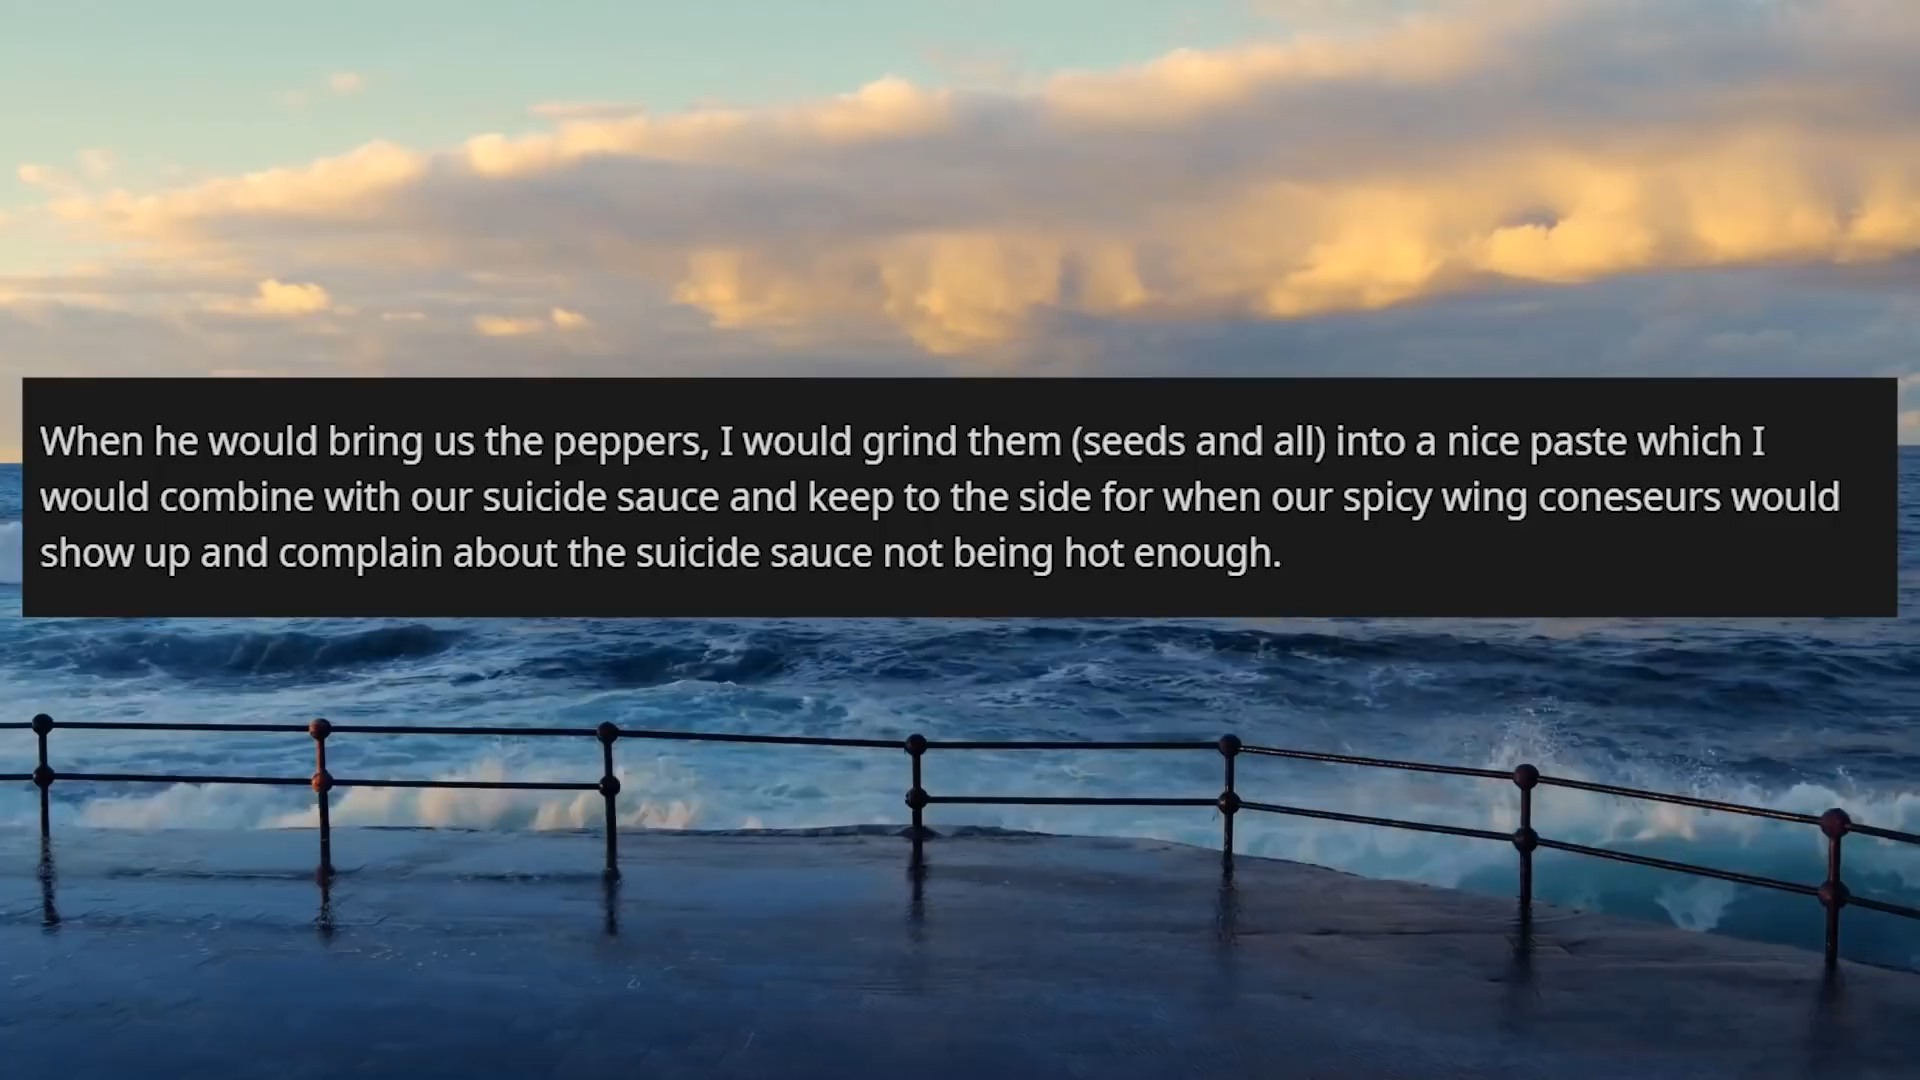 When he would bring us the peppers, I would grind them (seeds and all) into a nice paste which I
would combine with our suicide sauce and keep to the side for when our spicy wing coneseurs would
show up and complain about the suicide sauce not being hot enough.